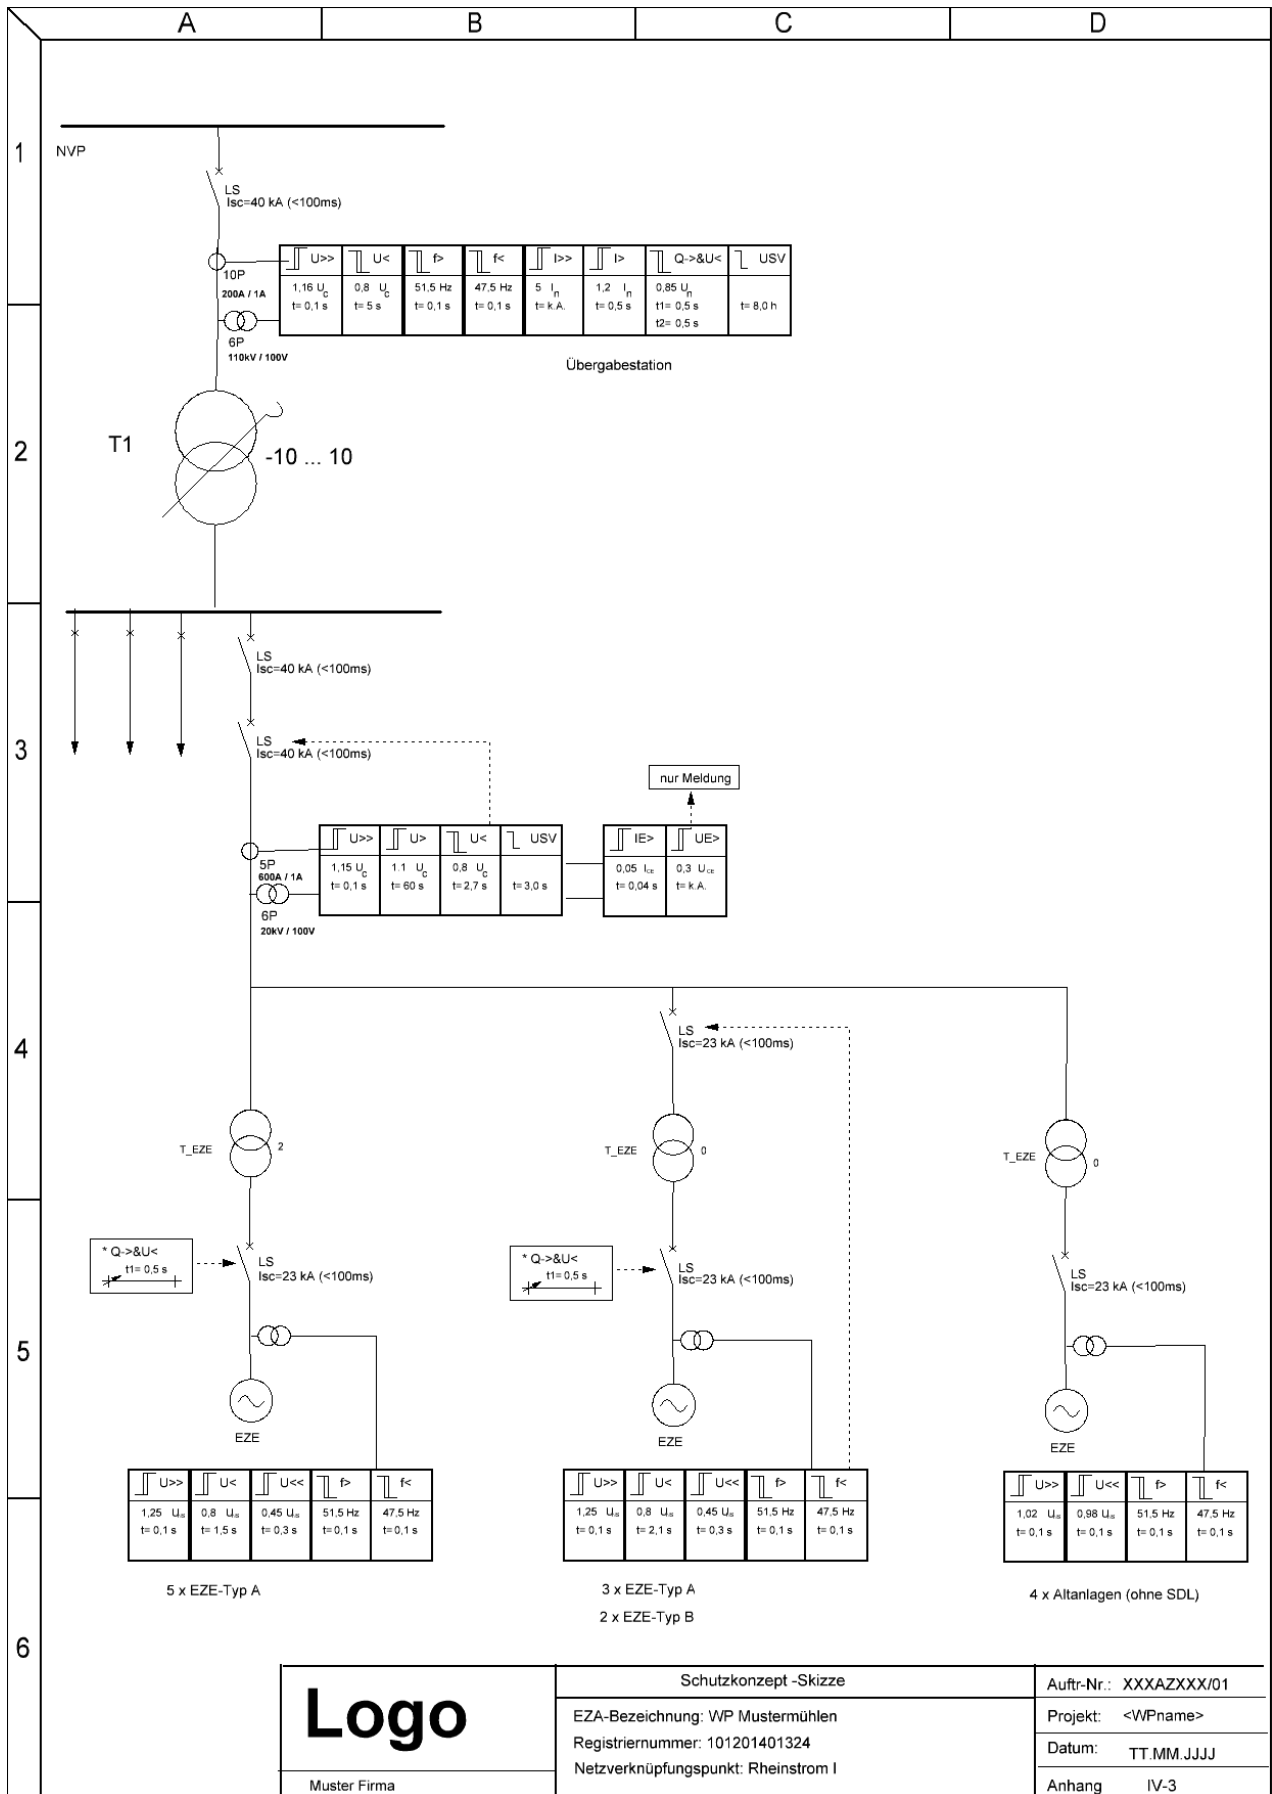 A B C D
1
NVP
LS
Isc=40 kA (<100ms)
10P
200A / 1A
6P
110kV / 100V
U>> U< f> f< I>> I> Q->&U< USV
1,16 Uc 0,8 Uc 51,5 Hz 47,5 Hz 5 In 1,2 In 0,85 Un
t= 0,1 s t= 5 s t= 0,1 s t= 0,1 s t= k.A. t= 0,5 s t1= 0,5 s t= 8,0 h
t2= 0,5 s
Übergabestation
2
T1
-10 ... 10
LS
Isc=40 kA (<100ms)
3
LS
Isc=40 kA (<100ms)
nur Meldung
5P
600A / 1A
6P
20kV / 100V
U>> U> U< USV
1,15 Uc 1.1 Uc 0,8 Uc
t= 0,1 s t= 60 s t= 2,7 s t= 3,0 s
IE> UE>
0,05 ICE 0,3 UCE
t= 0,04 s t= k.A.
4
LS
Isc=23 kA (<100ms)
T_EZE 2
T_EZE 0
T_EZE 0
* Q->&U<
t1= 0,5 s
LS
Isc=23 kA (<100ms)
* Q->&U<
t1= 0,5 s
LS
Isc=23 kA (<100ms)
LS
Isc=23 kA (<100ms)
5
EZE
EZE
EZE
U>> U< U<< f> f<
1,25 0,8 0,45 51,5 Hz 47,5 Hz
t= 0,1 s t= 1,5 s t= 0,3 s t= 0,1 s t= 0,1 s
5 x EZE-Typ A
U>> U< U<< f> f<
1,25 0,8 0,45 51,5 Hz 47,5 Hz
t= 0,1 s t= 2,1 s t= 0,3 s t= 0,1 s t= 0,1 s
3 x EZE-Typ A
2 x EZE-Typ B
U>> U<< f> f<
1,02 0,98 51,5 Hz 47,5 Hz
t= 0,1 s t= 0,1 s t= 0,1 s t= 0,1 s
4 x Altanlagen (ohne SDL)
6
Logo
Muster Firma
Schutzkonzept -Skizze
EZA-Bezeichnung: WP Mustermühlen
Registriernummer: 101201401324
Netzverknüpfungspunkt: Rheinstrom I
Auftr-Nr.: XXXAZXXX/01
Projekt: <WPname>
Datum: TT.MM.JJJJ
Anhang IV-3